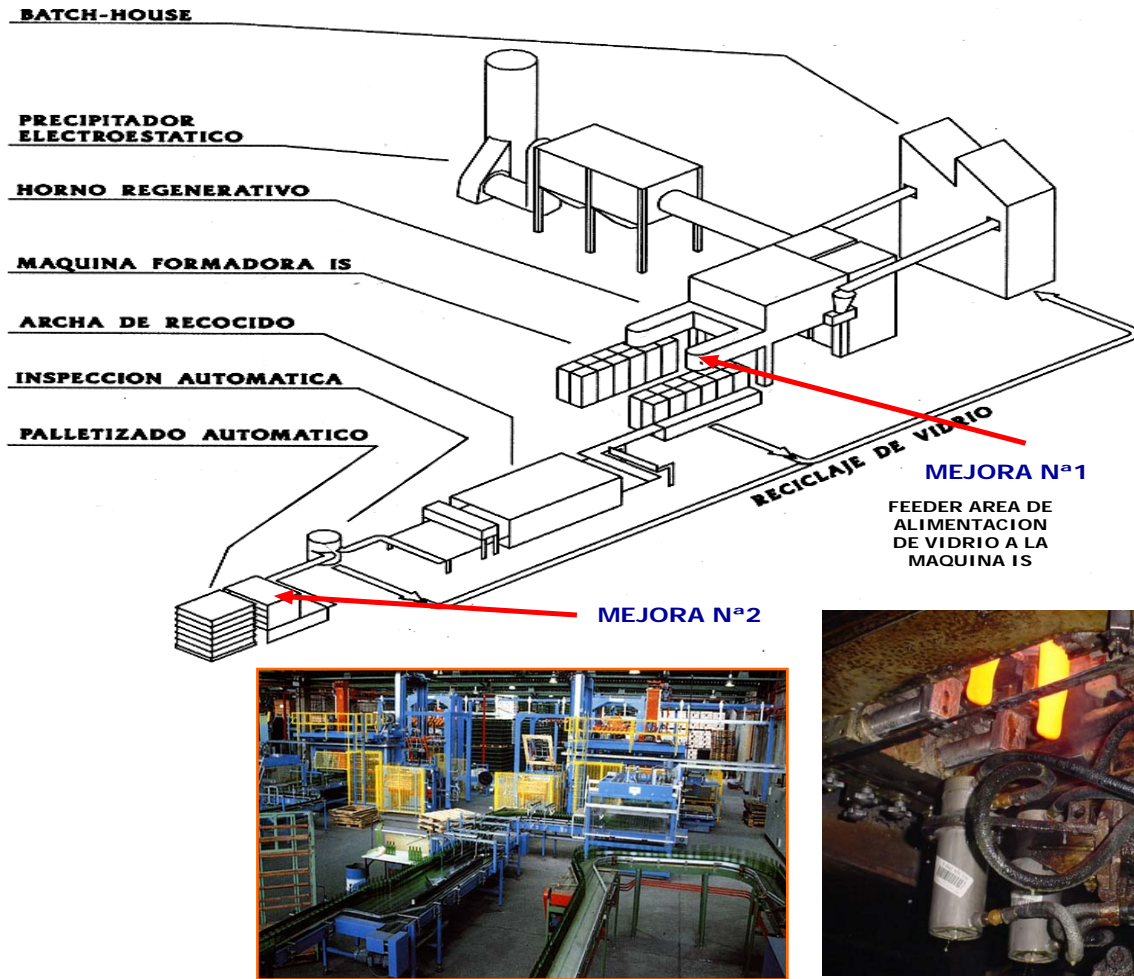 BATCH-HOUSE
PRECIPITADOR
ELECTROESTATICO
HORNO REGENERATIVO
MAQUINA FORMADORA IS
ARCHA DE RECOCIDO
INSPECCION AUTOMATICA
PALLETIZADO AUTOMATICO
RECICLAJE DE VIDRIO
MEJORA Nª1
FEEDER AREA DE
ALIMENTACION
DE VIDRIO A LA
MAQUINA IS
MEJORA Nª2